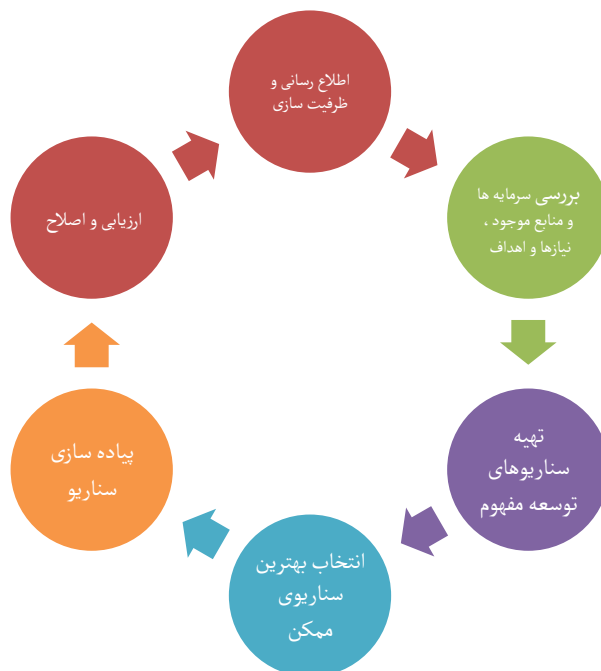 اطلاع رسانی و
ظرفیت سازی
بررسی سرمایه ها
و منابع موجود ،
نیازها و اهداف
تهیه
سناریوهای
توسعه مفهوم
انتخاب بهترین
سناریوی
ممکن
پیاده سازی
سناریو
ارزیابی و اصلاح